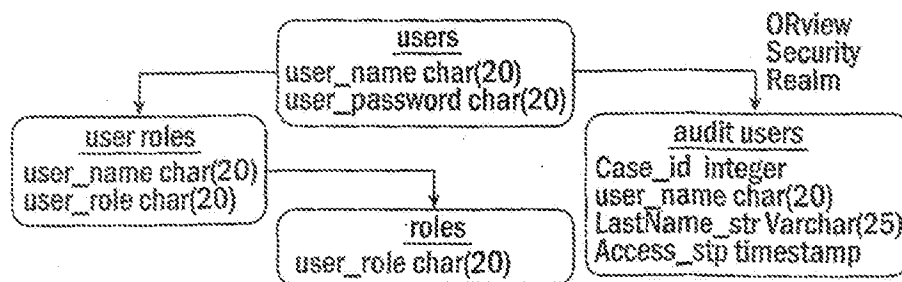 users
user_name char(20)
user_password char(20)
ORview
Security
Realm
user roles
user_name char(20)
user_role char(20)
roles
user_role char(20)
audit users
Case_id integer
user_name char(20)
LastName_str Varchar(25)
Access_stp timestamp